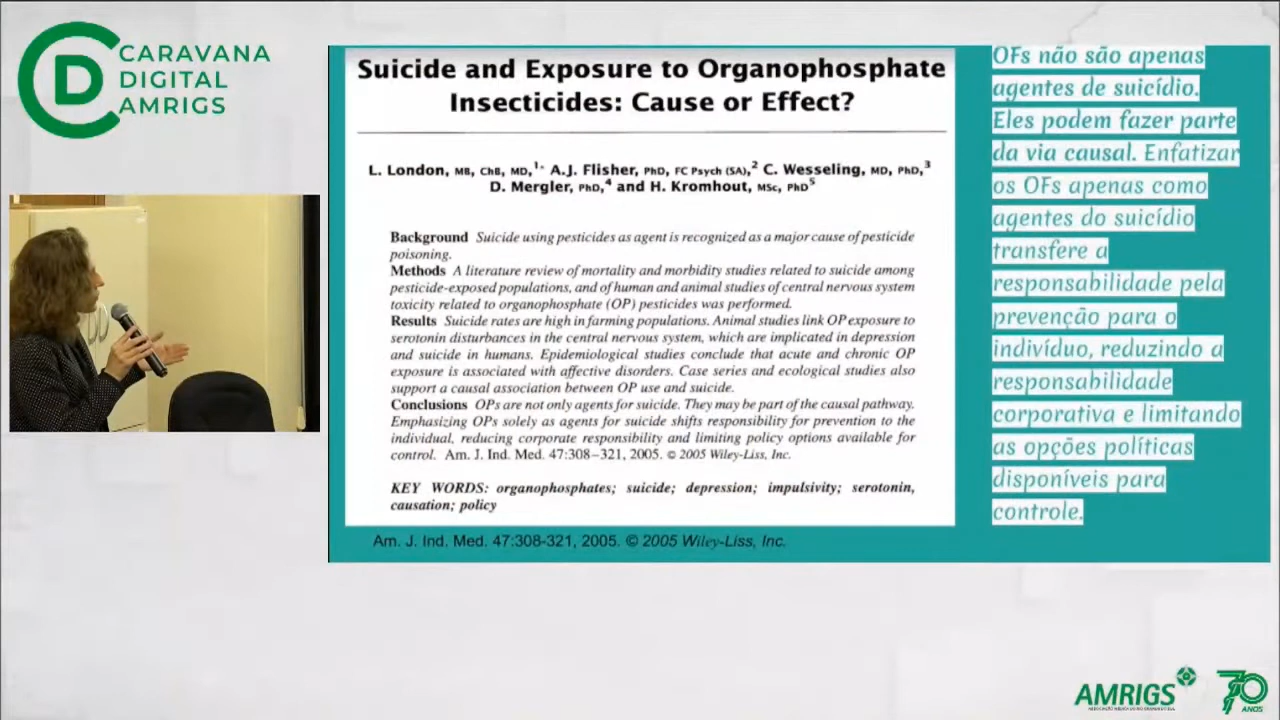 CARAVANA
DIGITAL
AMRIGS
Suicide and Exposure to Organophosphate
Insecticides: Cause or Effect?
L. London, MB, ChB, MD,1* A.J. Flisher, PhD, FC Psych (SA),2 C. Wesseling, MD, PhD,3
D. Mergler, PhD,4 and H. Kromhout, MSc, PhD5
Background Suicide using pesticides as agent is recognized as a major cause of pesticide
poisoning.
Methods A literature review of mortality and morbidity studies related to suicide among
pesticide-exposed populations, and of human and animal studies of central nervous system
toxicity related to organophosphate (OP) pesticides was performed.
Results Suicide rates are high in farming populations. Animal studies link OP exposure to
serotonin disturbances in the central nervous system, which are implicated in depression
and suicide in humans. Epidemiological studies conclude that acute and chronic OP
exposure is associated with affective disorders. Case series and ecological studies also
support a causal association between OP use and suicide.
Conclusions OPs are not only agents for suicide. They may be part of the causal pathway.
Emphasizing OPs solely as agents for suicide shifts responsibility for prevention to the
individual, reducing corporate responsibility and limiting policy options available for
control. Am. J. Ind. Med. 47:308–321, 2005. © 2005 Wiley-Liss, Inc.
KEY WORDS: organophosphates; suicide; depression; impulsivity; serotonin,
causation; policy
Am. J. Ind. Med. 47:308-321, 2005. © 2005 Wiley-Liss, Inc.
OFs não são apenas
agentes de suicídio.
Eles podem fazer parte
da via causal. Enfatizar
os OFs apenas como
agentes do suicídio
transfere a
responsabilidade pela
prevenção para o
indivíduo, reduzindo a
responsabilidade
corporativa e limitando
as opções políticas
disponíveis para
controle.
AMRIGS
70
ANOS